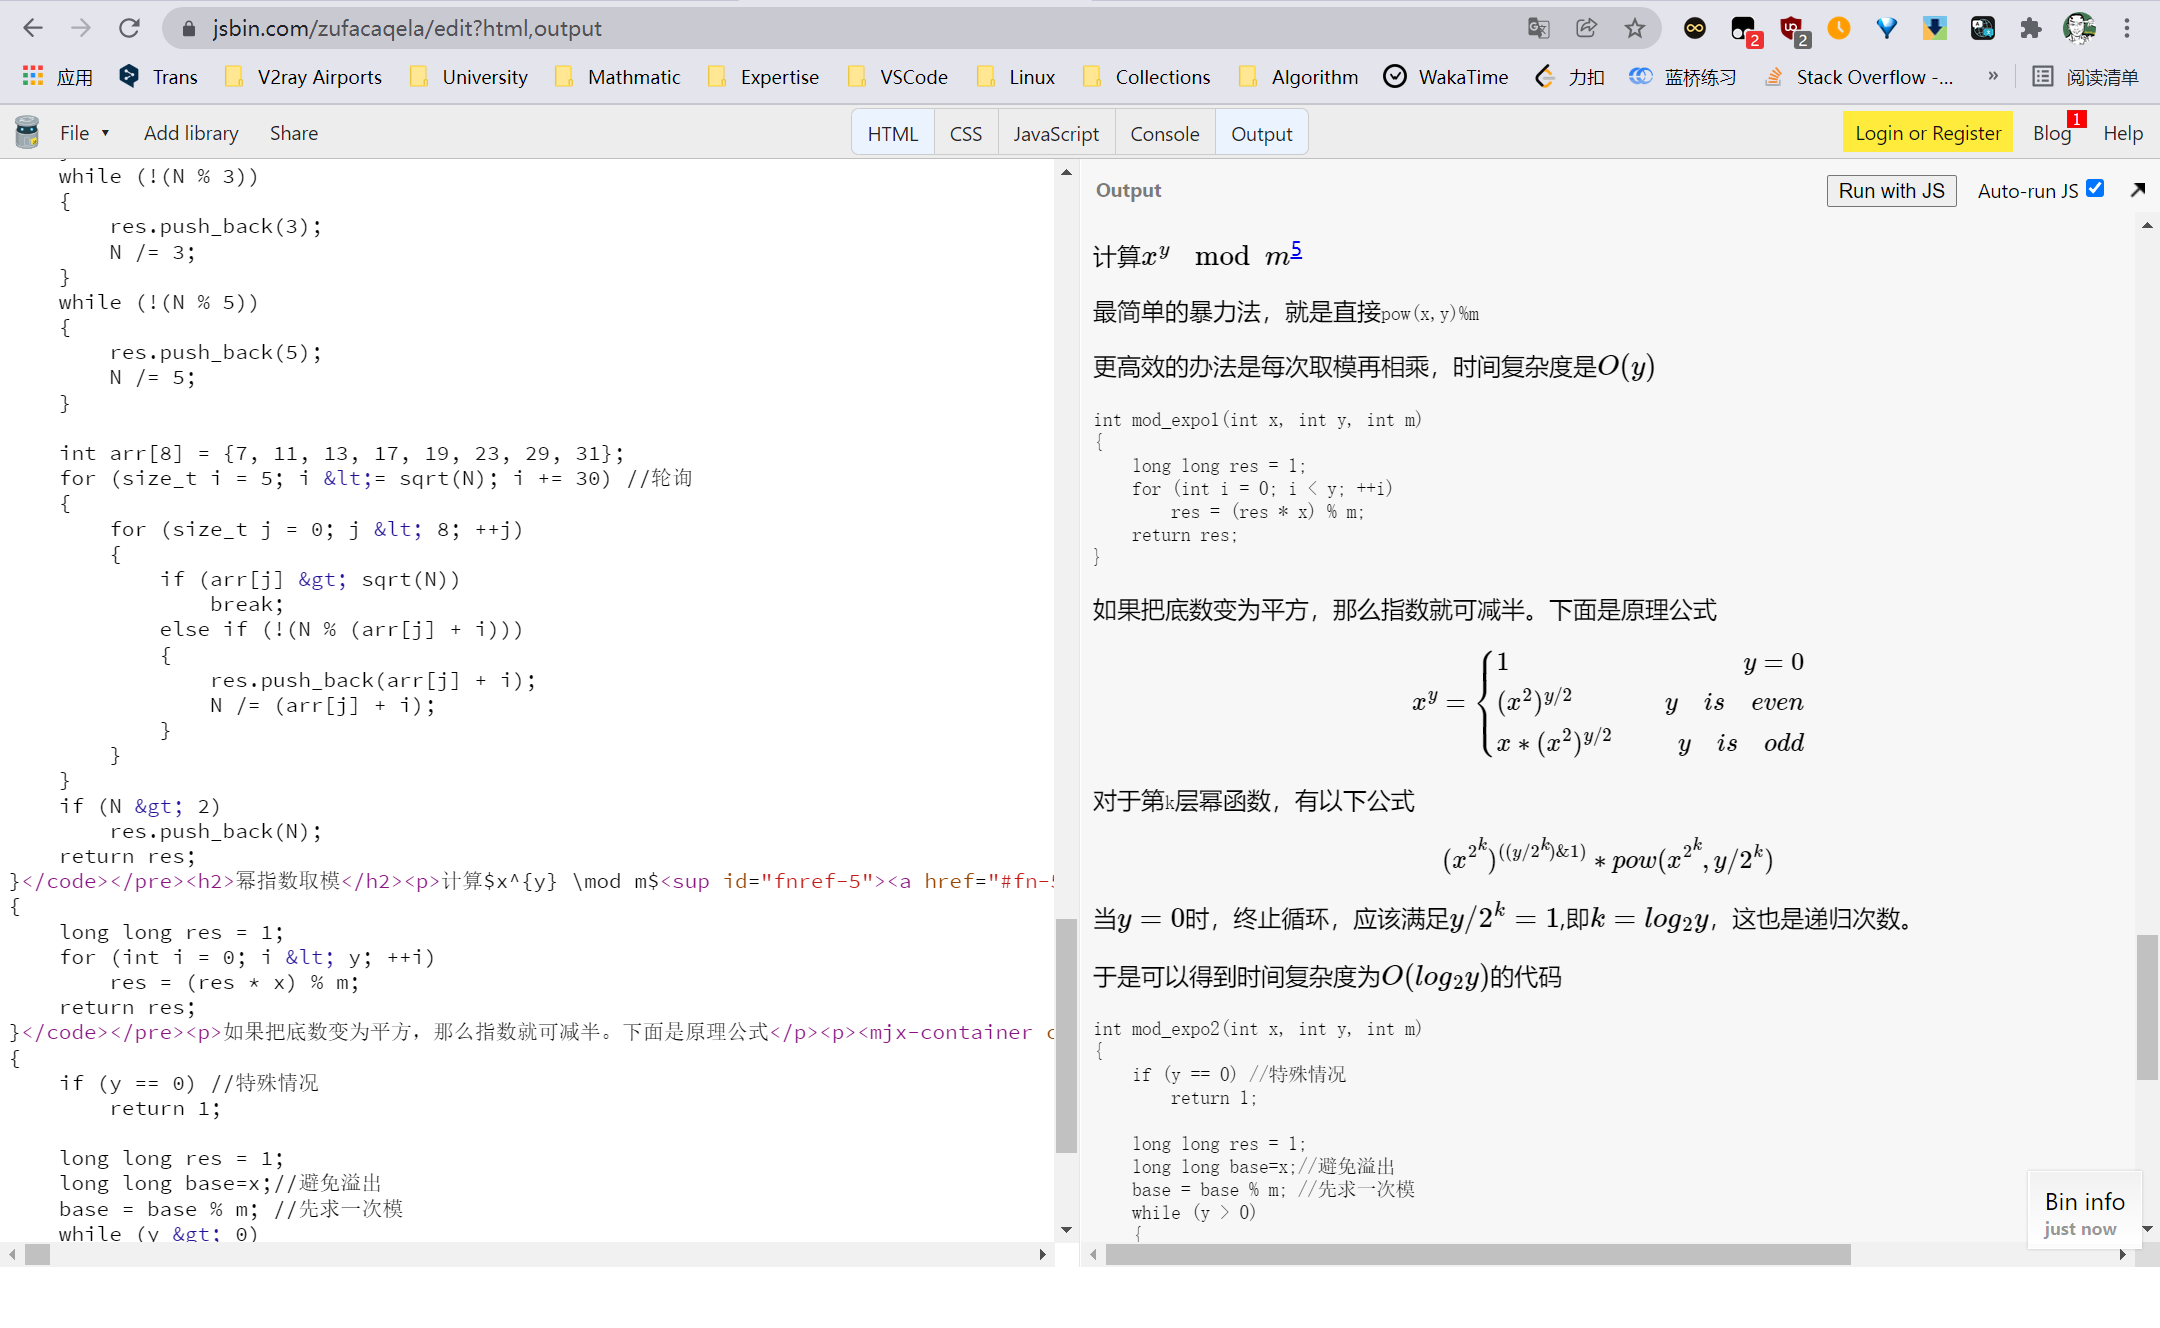 jsbin.com/zufacaqela/edit?html,output
2
2
应用 Trans V2ray Airports University Mathmatic Expertise VSCode Linux Collections Algorithm WakaTime 力扣 蓝桥练习 Stack Overflow -... » 阅读清单
File ▾ Add library Share HTML CSS JavaScript Console Output Login or Register Blog 1 Help
while (!(N % 3))
{
res.push_back(3);
N /= 3;
}
while (!(N % 5))
{
res.push_back(5);
N /= 5;
}
int arr[8] = {7, 11, 13, 17, 19, 23, 29, 31};
for (size_t i = 5; i &lt;= sqrt(N); i += 30) //轮询
{
for (size_t j = 0; j &lt; 8; ++j)
{
if (arr[j] &gt; sqrt(N))
break;
else if (!(N % (arr[j] + i)))
{
res.push_back(arr[j] + i);
N /= (arr[j] + i);
}
}
}
if (N &gt; 2)
res.push_back(N);
return res;
}</code></pre><h2>幂指数取模</h2><p>计算$x^{y} \mod m$<sup id="fnref-5"><a href="#fn-5
{
long long res = 1;
for (int i = 0; i &lt; y; ++i)
res = (res * x) % m;
return res;
}</code></pre><p>如果把底数变为平方，那么指数就可减半。下面是原理公式</p><p><mjx-container c
{
if (y == 0) //特殊情况
return 1;
long long res = 1;
long long base=x;//避免溢出
base = base % m; //先求一次模
while (y &gt; 0)
Output Run with JS Auto-run JS
计算x^y mod m^5
最简单的暴力法，就是直接pow(x,y)%m
更高效的办法是每次取模再相乘，时间复杂度是O(y)
int mod_expo1(int x, int y, int m)
{
long long res = 1;
for (int i = 0; i < y; ++i)
res = (res * x) % m;
return res;
}
如果把底数变为平方，那么指数就可减半。下面是原理公式
x^y = { 1 y = 0
(x^2)^{y/2} y is even
x * (x^2)^{y/2} y is odd
对于第k层幂函数，有以下公式
(x^{2^k})^{((y/2^k)&1)} * pow(x^{2^k}, y/2^k)
当y = 0时，终止循环，应该满足y/2^k = 1,即k = log_2y，这也是递归次数。
于是可以得到时间复杂度为O(log_2y)的代码
int mod_expo2(int x, int y, int m)
{
if (y == 0) //特殊情况
return 1;
long long res = 1;
long long base=x;//避免溢出
base = base % m; //先求一次模
while (y > 0)
{
Bin info
just now